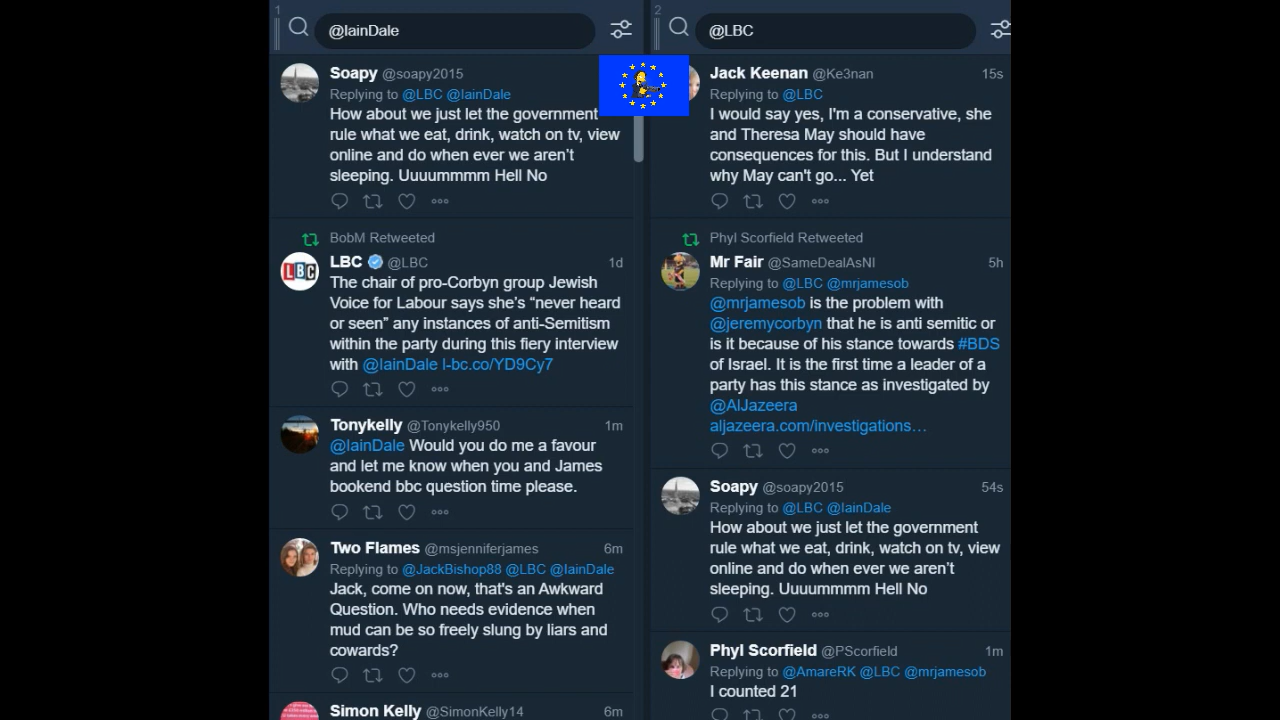 1
@IainDale
Soapy @soapy2015
Replying to @LBC @IainDale
How about we just let the government
rule what we eat, drink, watch on tv, view
online and do when ever we aren’t
sleeping. Uuuummmm Hell No
BobM Retweeted
LBC @LBC 1d
LBC
The chair of pro-Corbyn group Jewish
Voice for Labour says she’s “never heard
or seen” any instances of anti-Semitism
within the party during this fiery interview
with @IainDale l-bc.co/YD9Cy7
Tonykelly @Tonykelly950 1m
@IainDale Would you do me a favour
and let me know when you and James
bookend bbc question time please.
Two Flames @msjenniferjames 6m
Replying to @JackBishop88 @LBC @IainDale
Jack, come on now, that's an Awkward
Question. Who needs evidence when
mud can be so freely slung by liars and
cowards?
Simon Kelly @SimonKelly14 6m
2
@LBC
Jack Keenan @Ke3nan 15s
Replying to @LBC
I would say yes, I'm a conservative, she
and Theresa May should have
consequences for this. But I understand
why May can't go... Yet
Phyl Scorfield Retweeted
Mr Fair @SameDealAsNI 5h
Replying to @LBC @mrjamesob
@mrjamesob is the problem with
@jeremycorbyn that he is anti semitic or
is it because of his stance towards #BDS
of Israel. It is the first time a leader of a
party has this stance as investigated by
@AlJazeera
aljazeera.com/investigations…
Soapy @soapy2015 54s
Replying to @LBC @IainDale
How about we just let the government
rule what we eat, drink, watch on tv, view
online and do when ever we aren’t
sleeping. Uuuummmm Hell No
Phyl Scorfield @PScorfield 1m
Replying to @AmareRK @LBC @mrjamesob
I counted 21